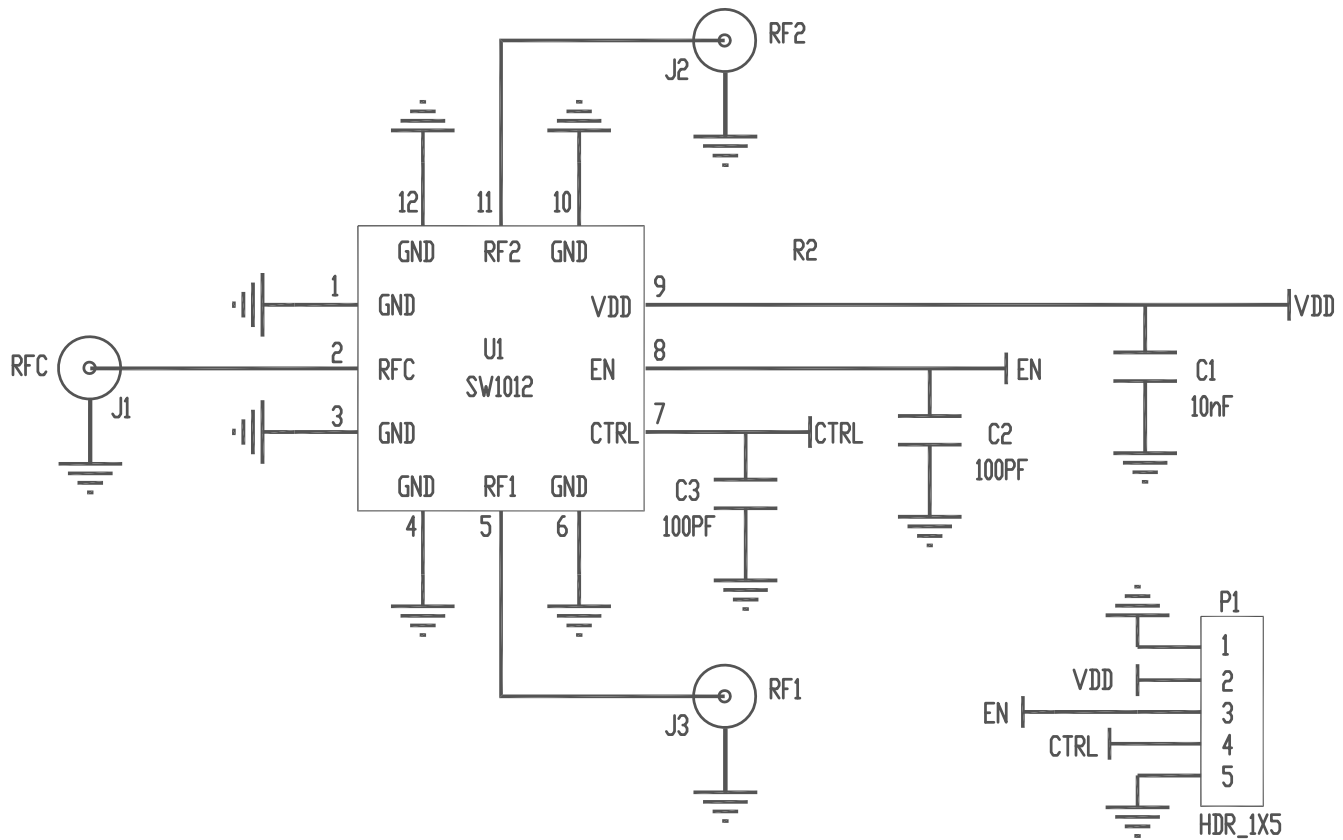 RF2
J2
12
11
10
GND
RF2
GND
R2
1
GND
VDD
9
VDD
RFC
2
RFC
U1
SW1012
EN
8
EN
C1
10nF
J1
3
GND
CTRL
7
CTRL
C2
100PF
GND
RF1
GND
C3
100PF
4
5
6
P1
1
VDD
2
EN
3
CTRL
4
5
HDR_1X5
RF1
J3